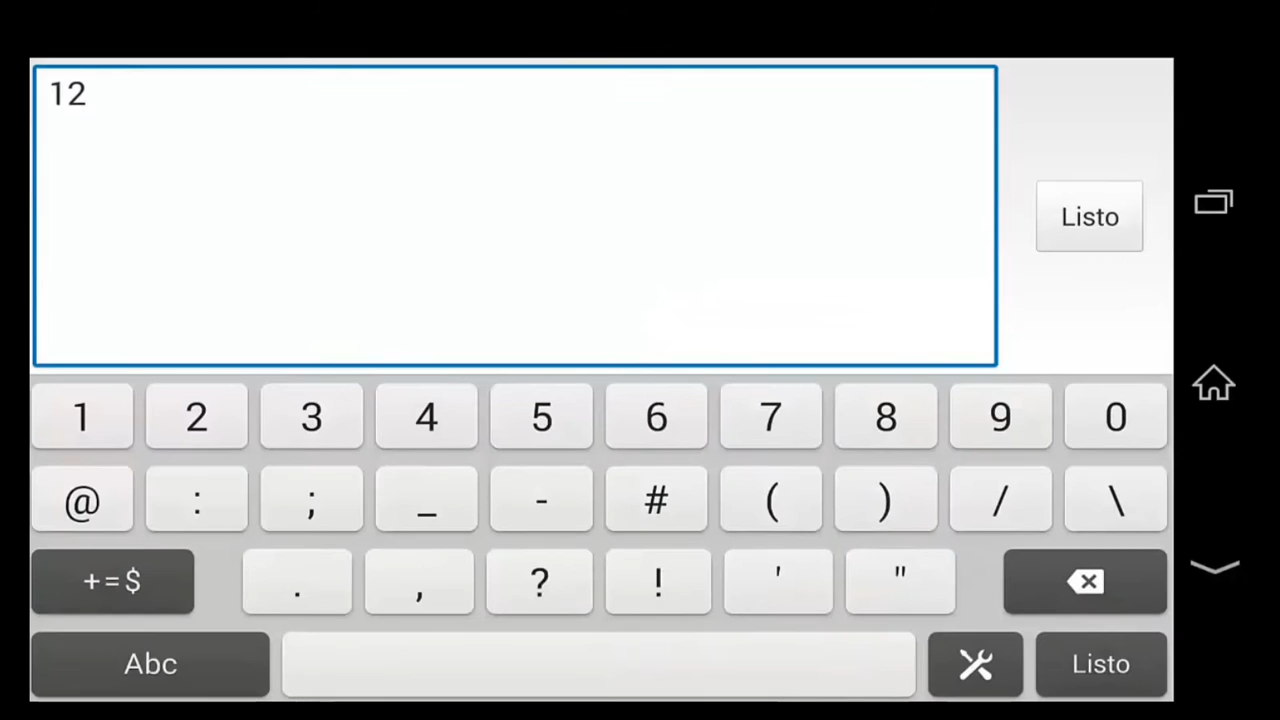 12
Listo
1 2 3 4 5 6 7 8 9 0
@ : ; _ - # ( ) / \
+=$ . , ? ! ' "
Abc Listo